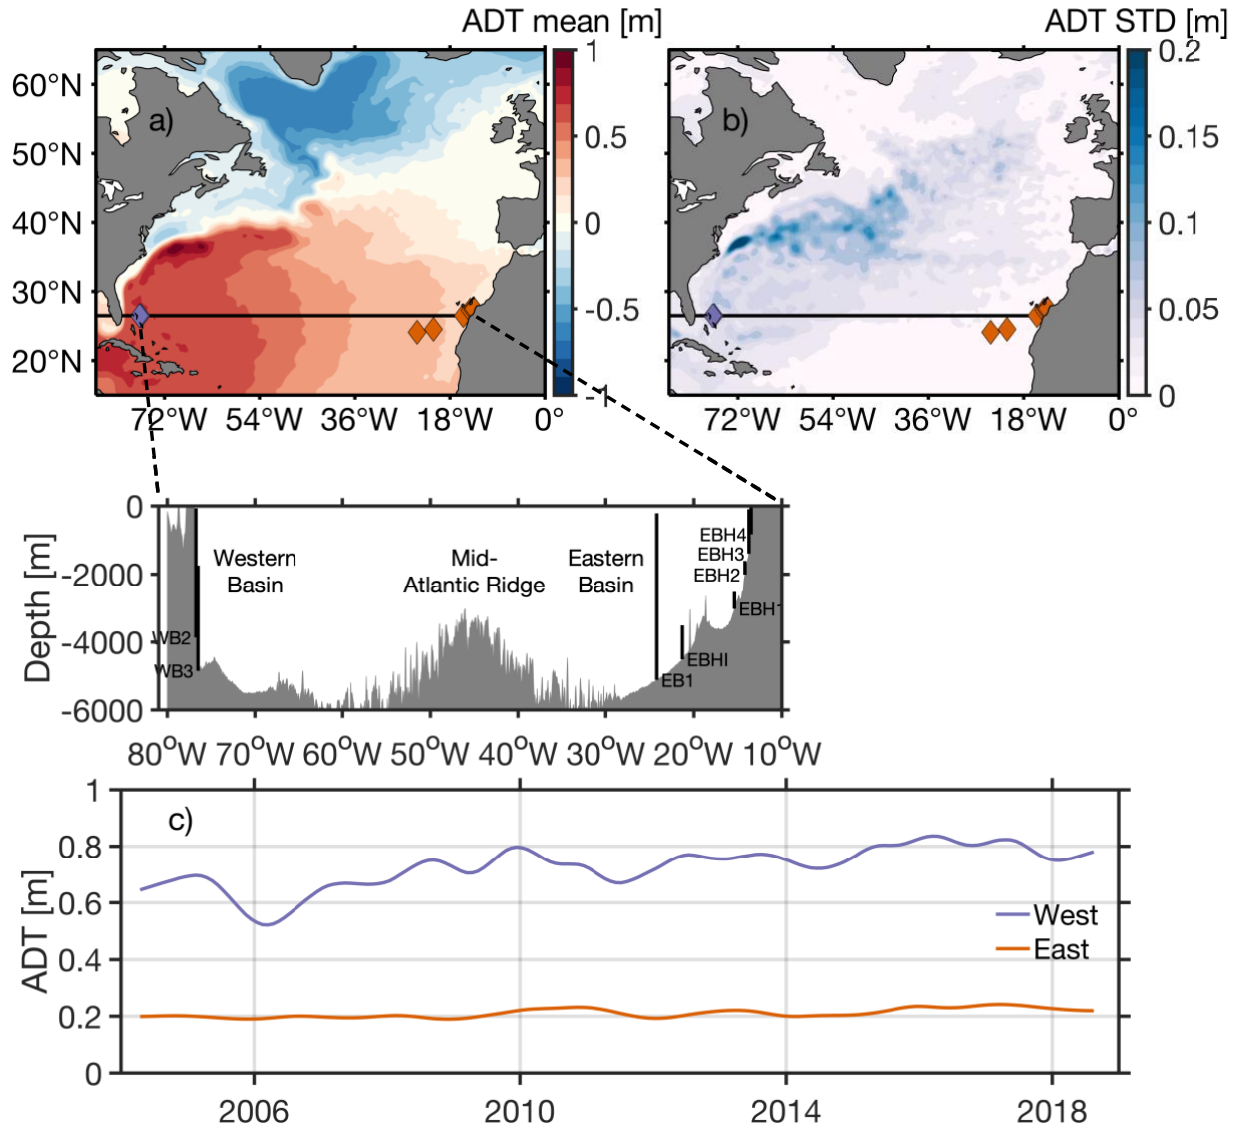 ADT mean [m]
ADT STD [m]
a)
60°N
50°N
40°N
30°N
20°N
72°W 54°W 36°W 18°W 0°
1
0.5
0
-0.5
-1
b)
72°W 54°W 36°W 18°W 0°
0.2
0.15
0.1
0.05
0
Depth [m]
0
-2000
-4000
-6000
Western
Basin
Mid-
Atlantic Ridge
Eastern
Basin
WB2
WB3
EBH4
EBH3
EBH2
EBH1
EBHI
EB1
80°W 70°W 60°W 50°W 40°W 30°W 20°W 10°W
c)
ADT [m]
1
0.8
0.6
0.4
0.2
0
West
East
2006 2010 2014 2018